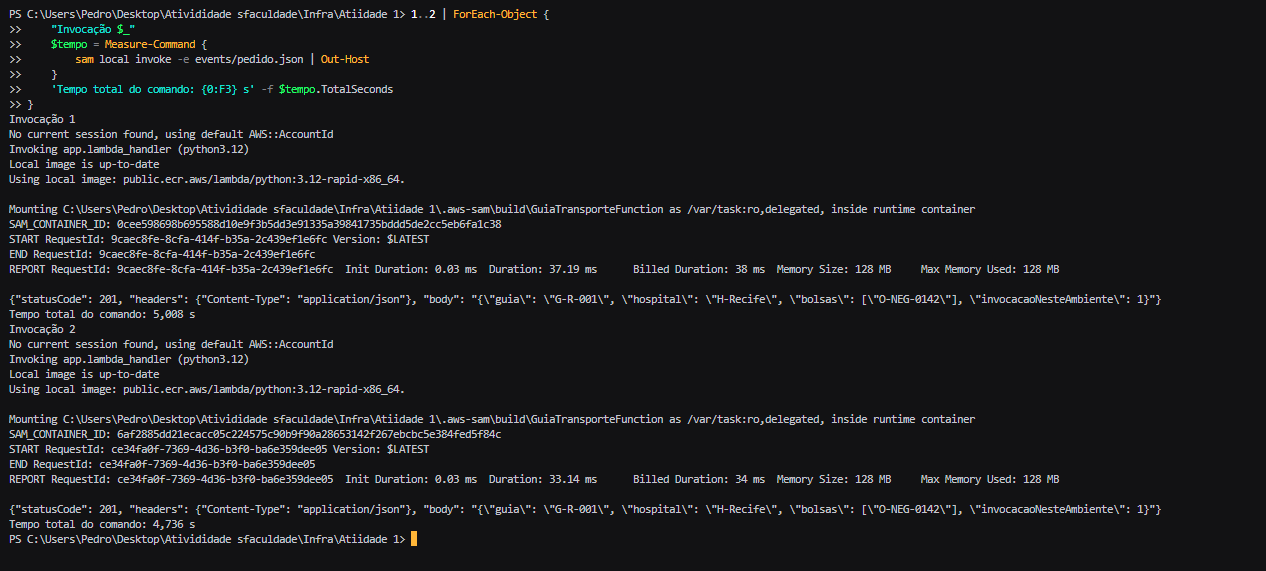 PS C:\Users\Pedro\Desktop\Ativididade sfaculdade\Infra\Atiidade 1> 1..2 | ForEach-Object {
>>     "Invocação $_"
>>     $tempo = Measure-Command {
>>         sam local invoke -e events/pedido.json | Out-Host
>>     }
>>     'Tempo total do comando: {0:F3} s' -f $tempo.TotalSeconds
>> }
Invocação 1
No current session found, using default AWS::AccountId
Invoking app.lambda_handler (python3.12)
Local image is up-to-date
Using local image: public.ecr.aws/lambda/python:3.12-rapid-x86_64.

Mounting C:\Users\Pedro\Desktop\Ativididade sfaculdade\Infra\Atiidade 1\.aws-sam\build\GuiaTransporteFunction as /var/task:ro,delegated, inside runtime container
SAM_CONTAINER_ID: 0cee598698b695588d10e9f3b5dd3e91335a39841735bddd5de2cc5eb6fa1c38
START RequestId: 9caec8fe-8cfa-414f-b35a-2c439ef1e6fc Version: $LATEST
END RequestId: 9caec8fe-8cfa-414f-b35a-2c439ef1e6fc
REPORT RequestId: 9caec8fe-8cfa-414f-b35a-2c439ef1e6fc  Init Duration: 0.03 ms  Duration: 37.19 ms      Billed Duration: 38 ms  Memory Size: 128 MB     Max Memory Used: 128 MB

{"statusCode": 201, "headers": {"Content-Type": "application/json"}, "body": "{\"guia\": \"G-R-001\", \"hospital\": \"H-Recife\", \"bolsas\": [\"O-NEG-0142\"], \"invocacaoNesteAmbiente\": 1}"}
Tempo total do comando: 5,008 s
Invocação 2
No current session found, using default AWS::AccountId
Invoking app.lambda_handler (python3.12)
Local image is up-to-date
Using local image: public.ecr.aws/lambda/python:3.12-rapid-x86_64.

Mounting C:\Users\Pedro\Desktop\Ativididade sfaculdade\Infra\Atiidade 1\.aws-sam\build\GuiaTransporteFunction as /var/task:ro,delegated, inside runtime container
SAM_CONTAINER_ID: 6af2885dd21ecacc05c224575c90b9f90a28653142f267ebcbc5e384fed5f84c
START RequestId: ce34fa0f-7369-4d36-b3f0-ba6e359dee05 Version: $LATEST
END RequestId: ce34fa0f-7369-4d36-b3f0-ba6e359dee05
REPORT RequestId: ce34fa0f-7369-4d36-b3f0-ba6e359dee05  Init Duration: 0.03 ms  Duration: 33.14 ms      Billed Duration: 34 ms  Memory Size: 128 MB     Max Memory Used: 128 MB

{"statusCode": 201, "headers": {"Content-Type": "application/json"}, "body": "{\"guia\": \"G-R-001\", \"hospital\": \"H-Recife\", \"bolsas\": [\"O-NEG-0142\"], \"invocacaoNesteAmbiente\": 1}"}
Tempo total do comando: 4,736 s
PS C:\Users\Pedro\Desktop\Ativididade sfaculdade\Infra\Atiidade 1>